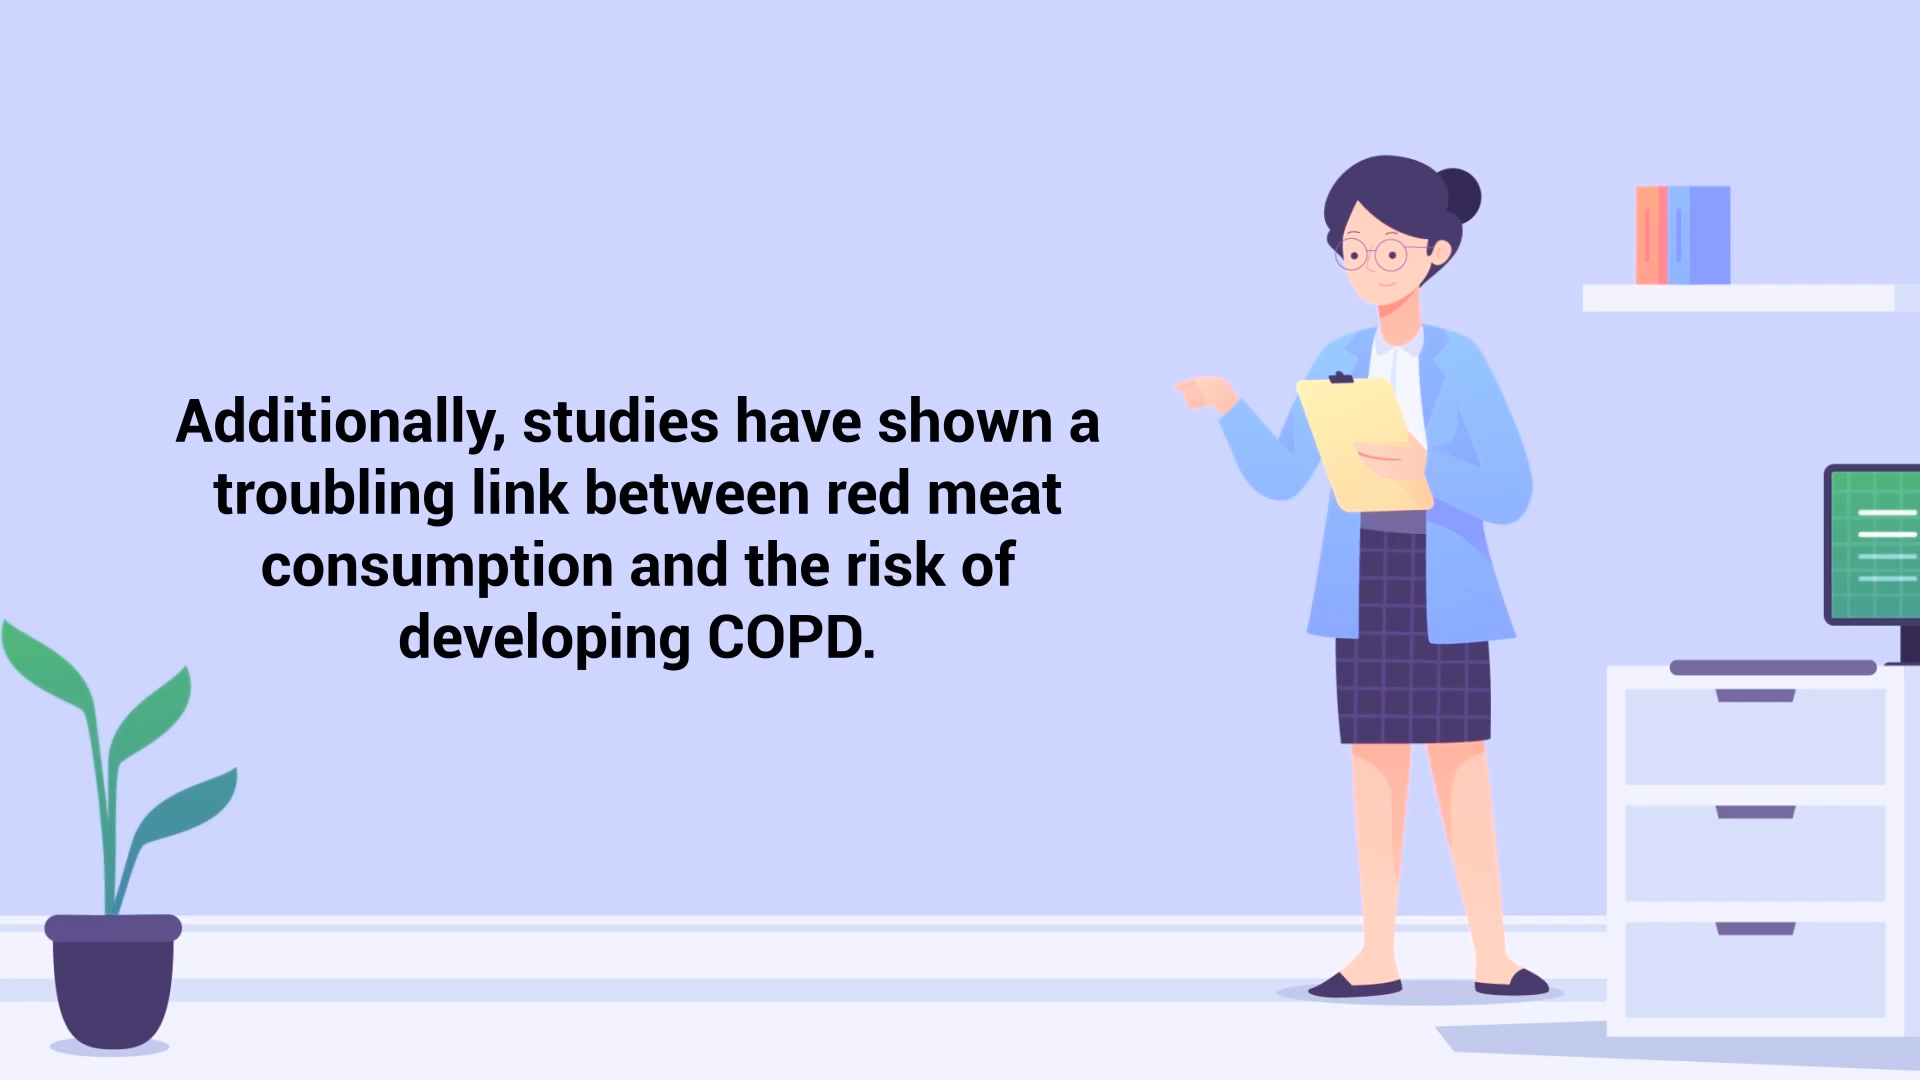 Additionally, studies have shown a
troubling link between red meat
consumption and the risk of
developing COPD.